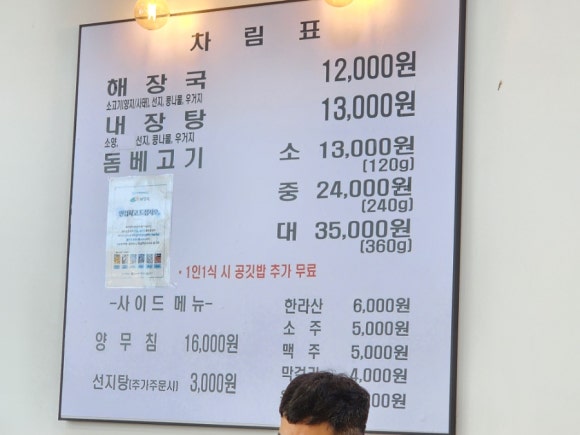 차림표
해장국 12,000원
소고기(양지/사태), 선지, 콩나물, 우거지
내장탕 13,000원
소양, 선지, 콩나물, 우거지
돔베고기 소 13,000원
(120g)
중 24,000원
(240g)
대 35,000원
(360g)
· 1인1식 시 공깃밥 추가 무료
-사이드 메뉴-
양무침 16,000원
선지탕(추가주문시) 3,000원
한라산 6,000원
소주 5,000원
맥주 5,000원
막걸리 4,000원